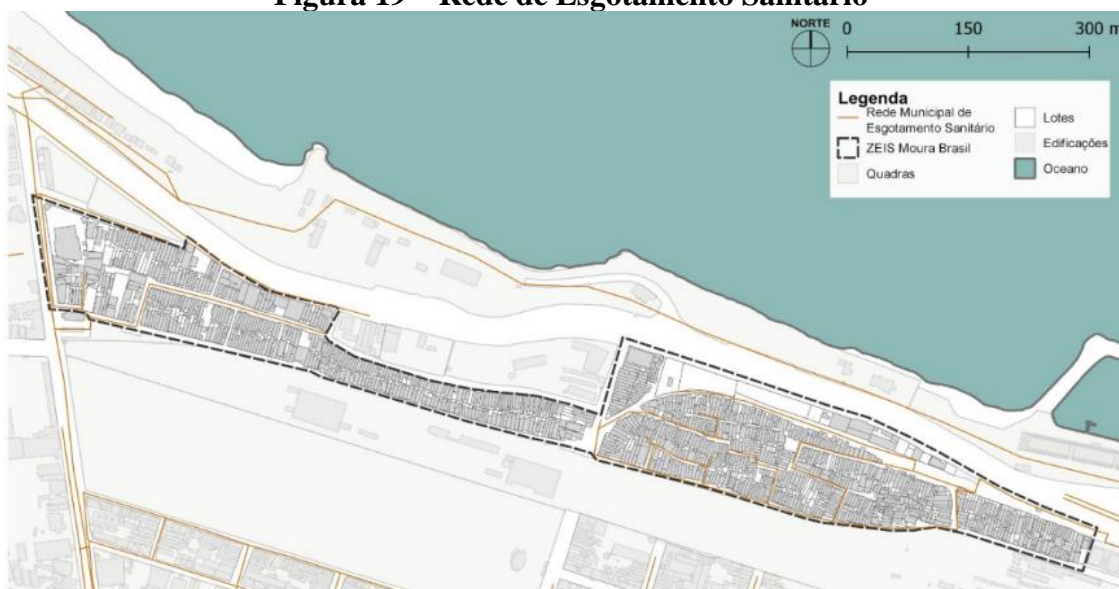 Figura 19 – Rede de Esgotamento Sanitário
NORTE
0 150 300 m
Legenda
Rede Municipal de
Esgotamento Sanitário
ZEIS Moura Brasil
Quadras
Lotes
Edificações
Oceano